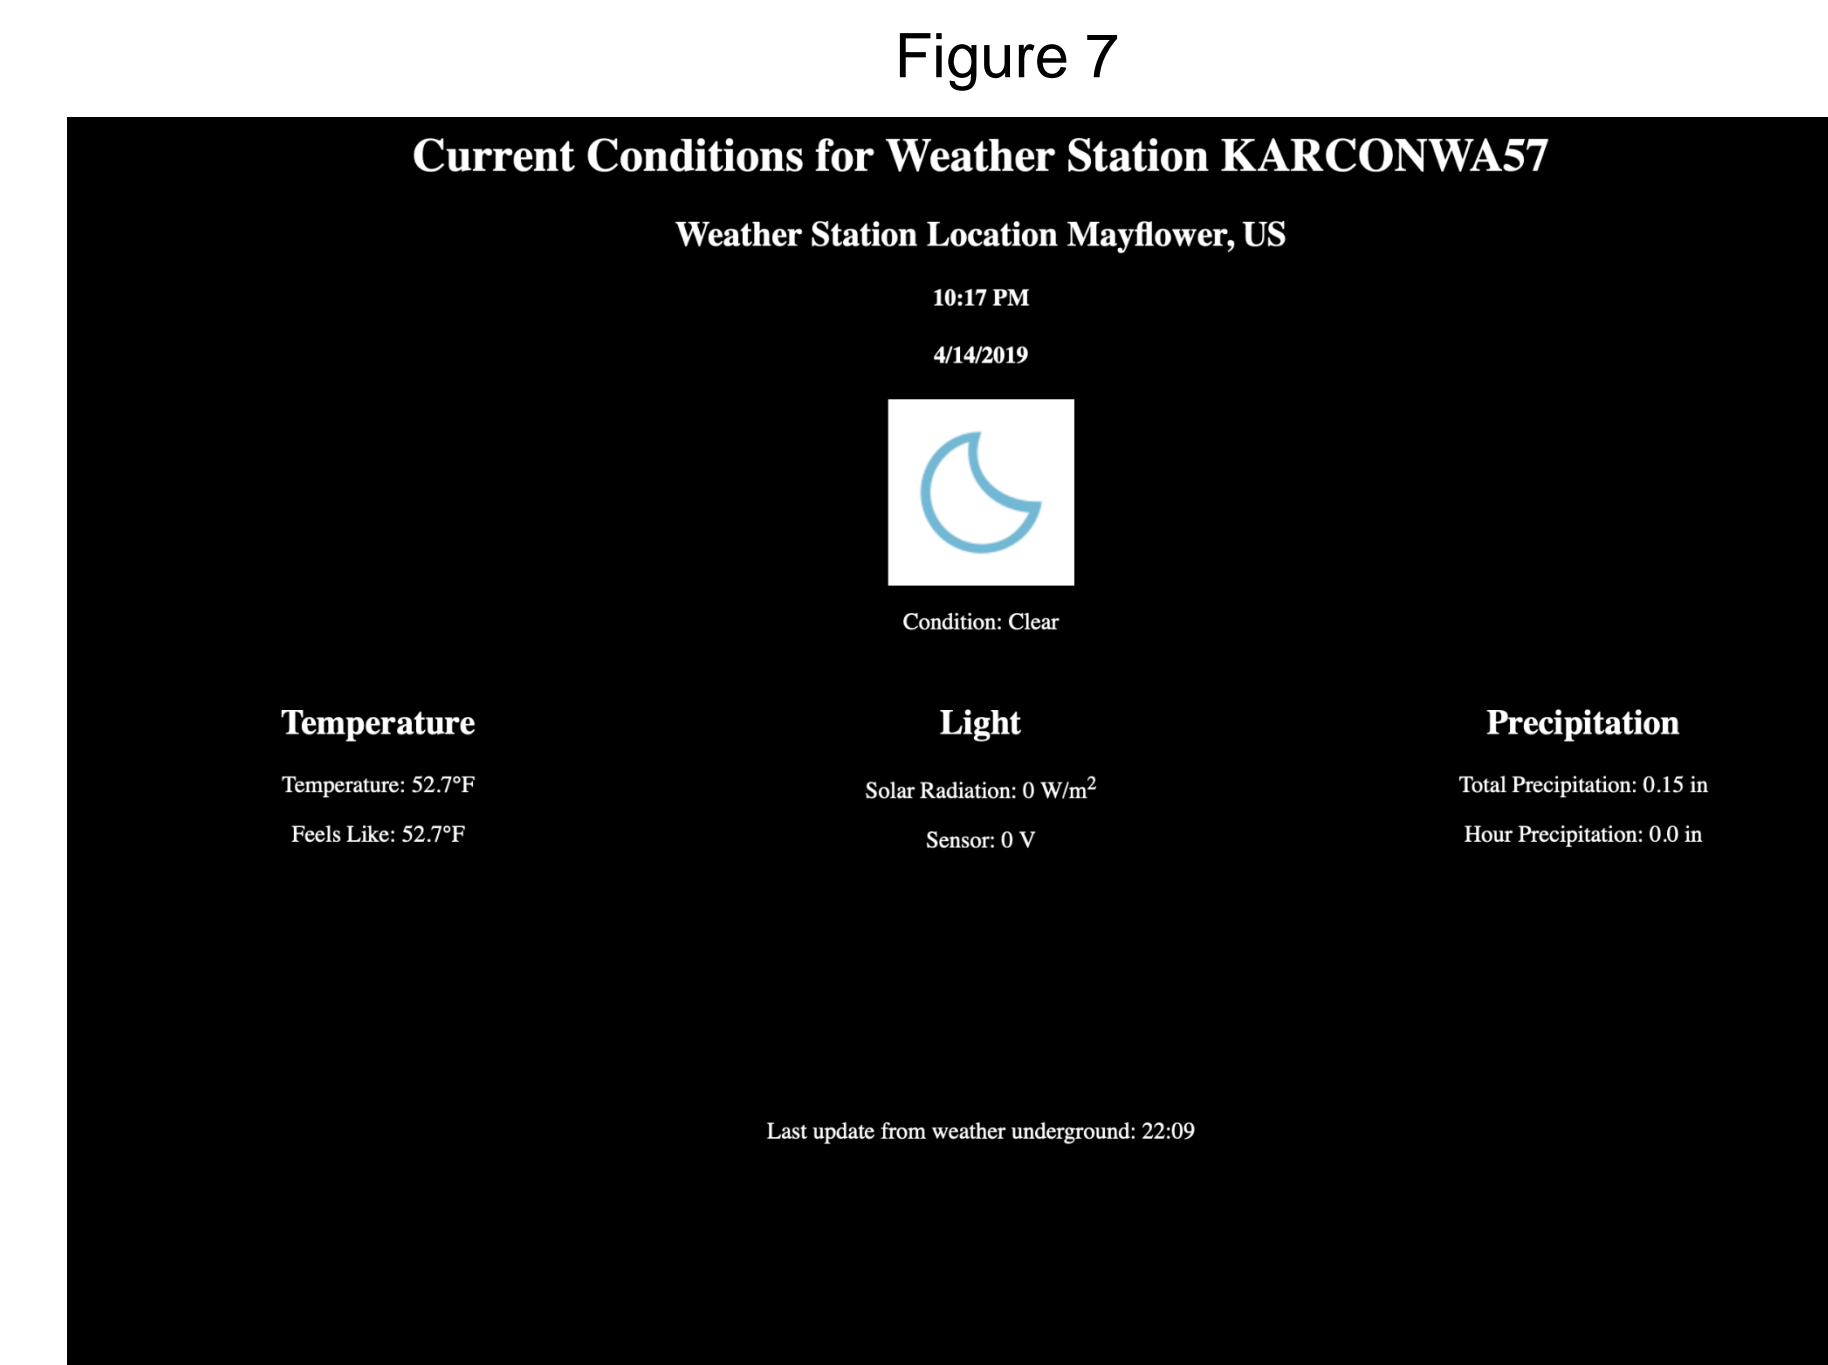 Figure 7
Current Conditions for Weather Station KARCONWA57
Weather Station Location Mayflower, US
10:17 PM
4/14/2019
Condition: Clear
Temperature
Temperature: 52.7°F
Feels Like: 52.7°F
Light
Solar Radiation: 0 W/m²
Sensor: 0 V
Precipitation
Total Precipitation: 0.15 in
Hour Precipitation: 0.0 in
Last update from weather underground: 22:09